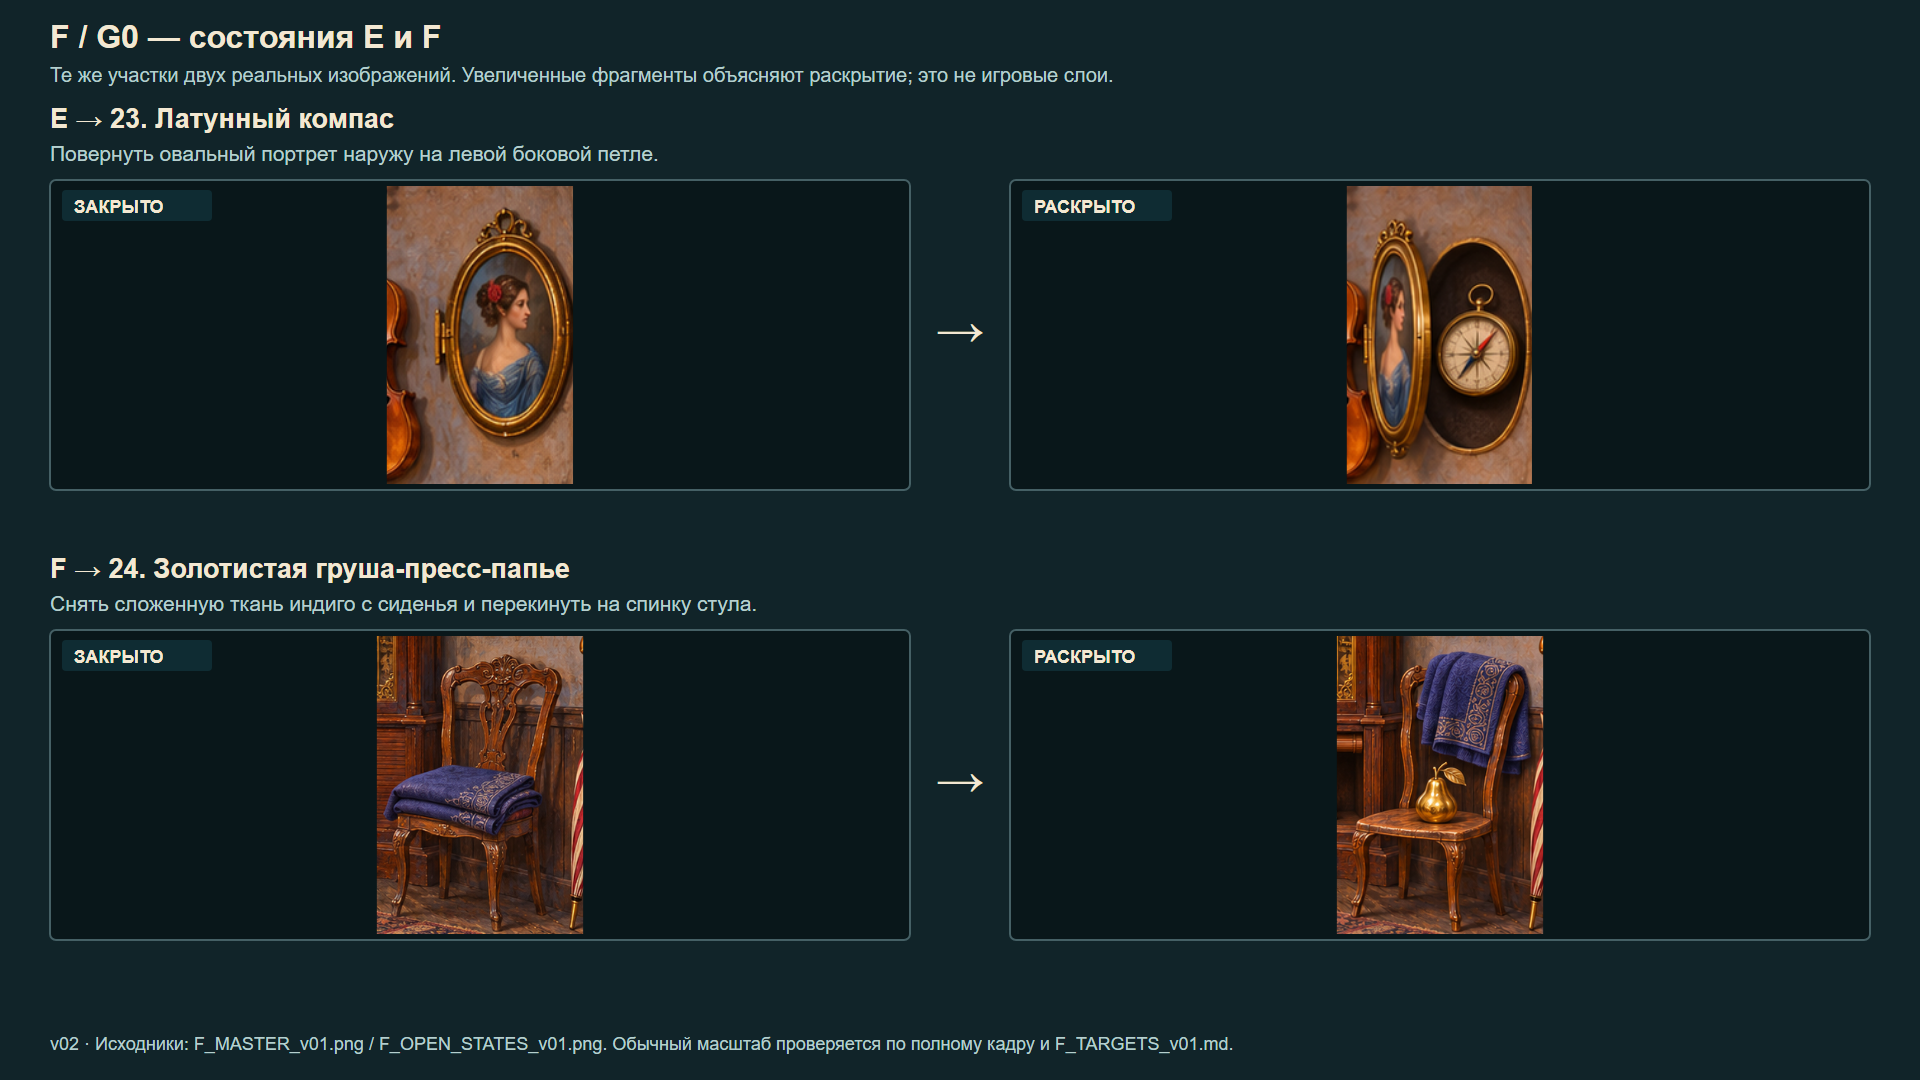 F / G0 — состояния E и F
Те же участки двух реальных изображений. Увеличенные фрагменты объясняют раскрытие; это не игровые слои.
E → 23. Латунный компас
Повернуть овальный портрет наружу на левой боковой петле.
ЗАКРЫТО
РАСКРЫТО
→
F → 24. Золотистая груша-пресс-папье
Снять сложенную ткань индиго с сиденья и перекинуть на спинку стула.
ЗАКРЫТО
РАСКРЫТО
→
v02 · Исходники: F_MASTER_v01.png / F_OPEN_STATES_v01.png. Обычный масштаб проверяется по полному кадру и F_TARGETS_v01.md.